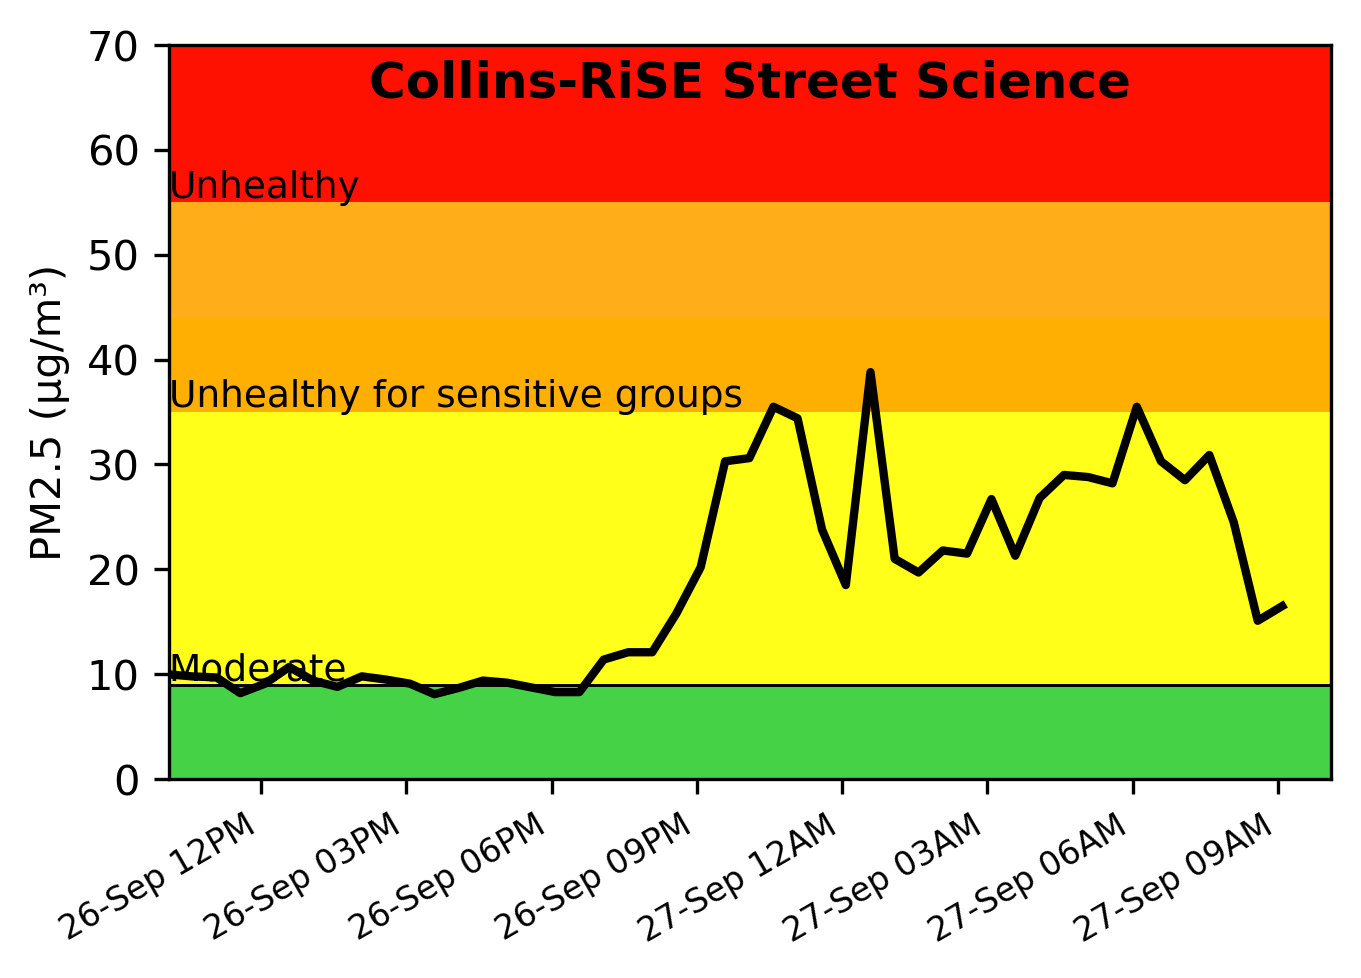 Collins-RiSE Street Science
70
60
50
40
30
20
10
0
PM2.5 (μg/m³)
Unhealthy
Unhealthy for sensitive groups
Moderate
26-Sep 12PM
26-Sep 03PM
26-Sep 06PM
26-Sep 09PM
27-Sep 12AM
27-Sep 03AM
27-Sep 06AM
27-Sep 09AM